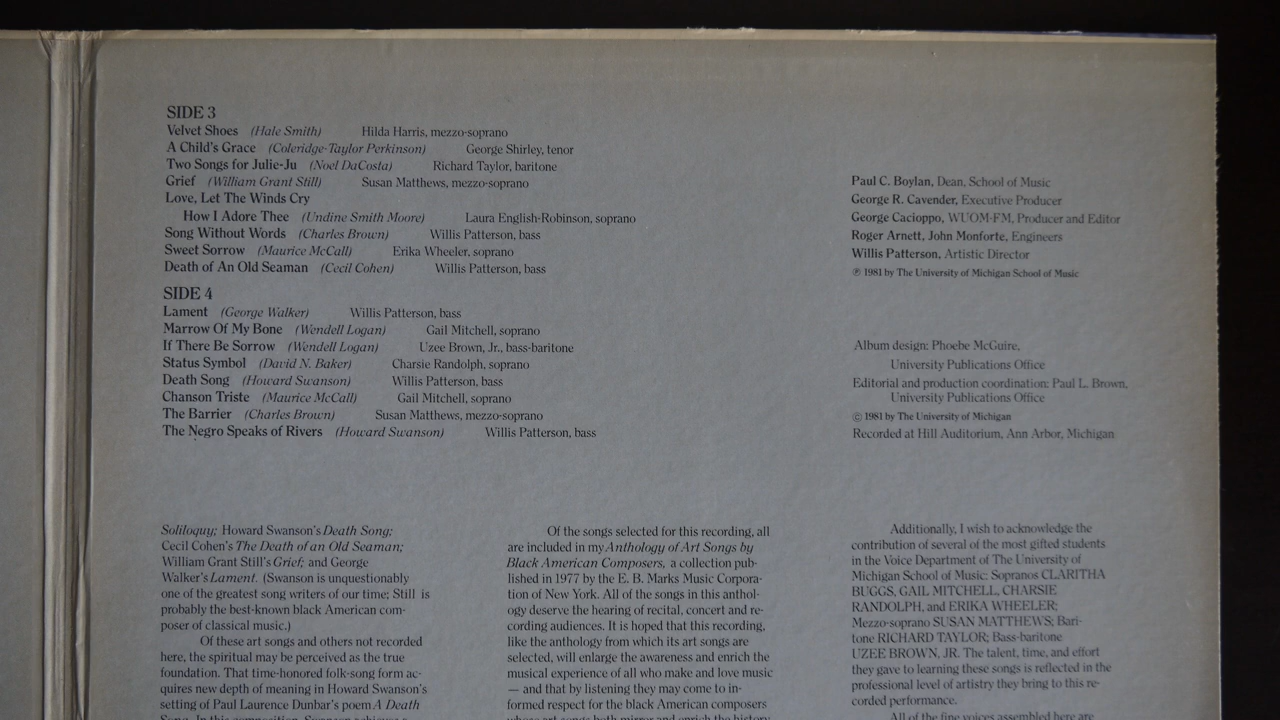 SIDE 3
Velvet Shoes (Hale Smith) Hilda Harris, mezzo-soprano
A Child's Grace (Coleridge-Taylor Perkinson) George Shirley, tenor
Two Songs for Julie-Ju (Noel DaCosta) Richard Taylor, baritone
Grief (William Grant Still) Susan Matthews, mezzo-soprano
Love, Let The Winds Cry
How I Adore Thee (Undine Smith Moore) Laura English-Robinson, soprano
Song Without Words (Charles Brown) Willis Patterson, bass
Sweet Sorrow (Maurice McCall) Erika Wheeler, soprano
Death of An Old Seaman (Cecil Cohen) Willis Patterson, bass
SIDE 4
Lament (George Walker) Willis Patterson, bass
Marrow Of My Bone (Wendell Logan) Gail Mitchell, soprano
If There Be Sorrow (Wendell Logan) Uzee Brown, Jr., bass-baritone
Status Symbol (David N. Baker) Charsie Randolph, soprano
Death Song (Howard Swanson) Willis Patterson, bass
Chanson Triste (Maurice McCall) Gail Mitchell, soprano
The Barrier (Charles Brown) Susan Matthews, mezzo-soprano
The Negro Speaks of Rivers (Howard Swanson) Willis Patterson, bass
Paul C. Boylan, Dean, School of Music
George R. Cavender, Executive Producer
George Cacioppo, WUOM-FM, Producer and Editor
Roger Arnett, John Monforte, Engineers
Willis Patterson, Artistic Director
℗ 1981 by The University of Michigan School of Music
Album design: Phoebe McGuire,
University Publications Office
Editorial and production coordination: Paul L. Brown,
University Publications Office
© 1981 by The University of Michigan
Recorded at Hill Auditorium, Ann Arbor, Michigan
Soliloquy; Howard Swanson's Death Song;
Cecil Cohen's The Death of an Old Seaman;
William Grant Still's Grief; and George
Walker's Lament. (Swanson is unquestionably
one of the greatest song writers of our time; Still is
probably the best-known black American com-
poser of classical music.)
Of these art songs and others not recorded
here, the spiritual may be perceived as the true
foundation. That time-honored folk-song form ac-
quires new depth of meaning in Howard Swanson's
setting of Paul Laurence Dunbar's poem A Death
Song. In this composition, Swanson achieves a
Of the songs selected for this recording, all
are included in my Anthology of Art Songs by
Black American Composers, a collection pub-
lished in 1977 by the E. B. Marks Music Corpora-
tion of New York. All of the songs in this anthol-
ogy deserve the hearing of recital, concert and re-
cording audiences. It is hoped that this recording,
like the anthology from which its art songs are
selected, will enlarge the awareness and enrich the
musical experience of all who make and love music
— and that by listening they may come to in-
formed respect for the black American composers
whose art songs both mirror and enrich the history
Additionally, I wish to acknowledge the
contribution of several of the most gifted students
in the Voice Department of The University of
Michigan School of Music: Sopranos CLARITHA
BUGGS, GAIL MITCHELL, CHARSIE
RANDOLPH, and ERIKA WHEELER;
Mezzo-soprano SUSAN MATTHEWS; Bari-
tone RICHARD TAYLOR; Bass-baritone
UZEE BROWN, JR. The talent, time, and effort
they gave to learning these songs is reflected in the
professional level of artistry they bring to this re-
corded performance.
All of the fine voices assembled here are